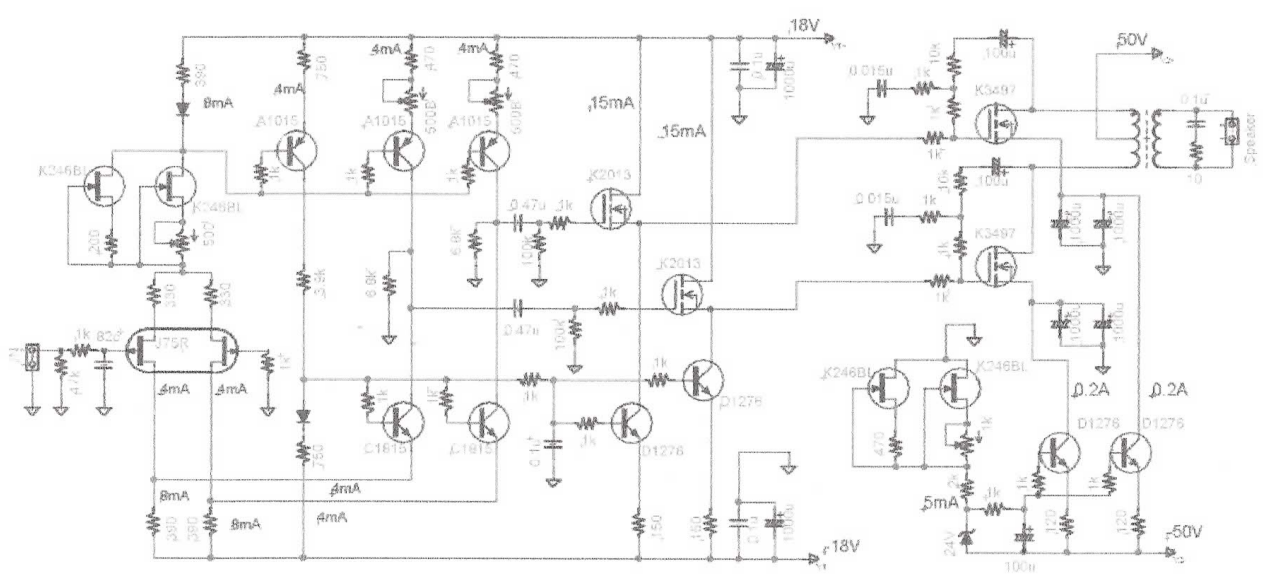 18V
50V
390
8mA
750
4mA
4mA
470
500B
4mA
470
500B
0.1u
1000u
10k
100u
0.015u
1k
1k
K3497
0.1u
Speaker
10
15mA
15mA
A1015
A1015
A1015
1k
1k
1k
1k
K246BL
K246BL
200
500
K2013
0.47u
1k
6.8K
100k
10k
100u
0.015u
1k
1k
K3497
1k
1000u
1000u
330
330
3.9k
6.8K
K2013
0.47u
1k
100K
1000u
1000u
IN
1k
82p
47k
J75R
1k
4mA
4mA
1k
1k
1k
1k
D1276
K246BL
K246BL
0.2A
0.2A
750
C1815
C1815
0.1u
1k
D1276
470
1k
2k
D1276
D1276
1k
1k
8mA
4mA
390
390
8mA
4mA
150
150
0.1u
1000u
5mA
1k
24V
100u
120
120
-18V
-50V